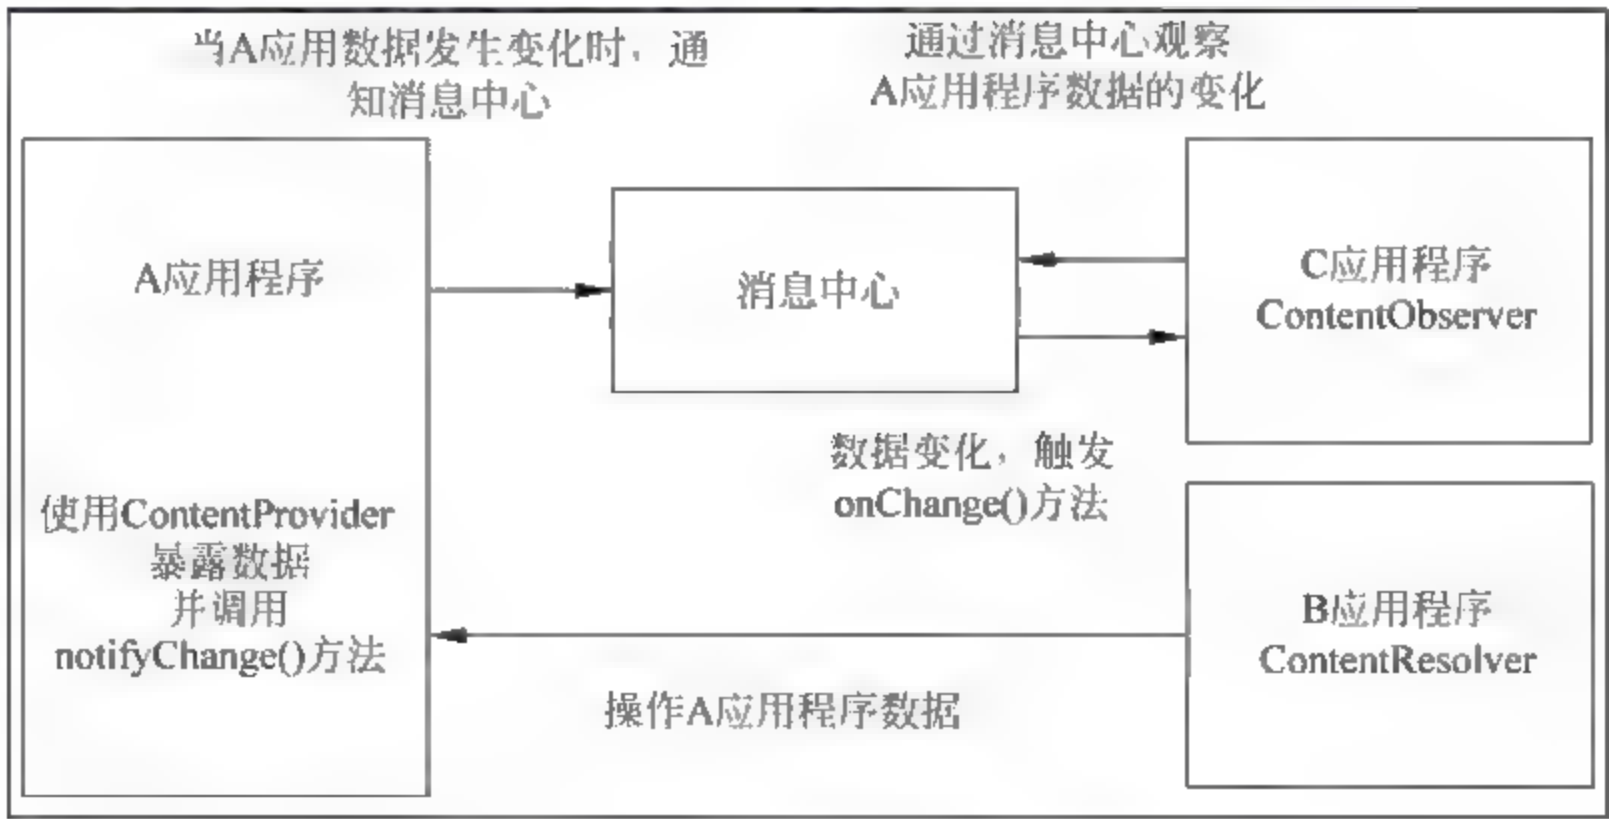 当A应用数据发生变化时，通
知消息中心
通过消息中心观察
A应用程序数据的变化
A应用程序
消息中心
C应用程序
ContentObserver
数据变化，触发
onChange()方法
使用ContentProvider
暴露数据
并调用
notifyChange()方法
B应用程序
ContentResolver
操作A应用程序数据